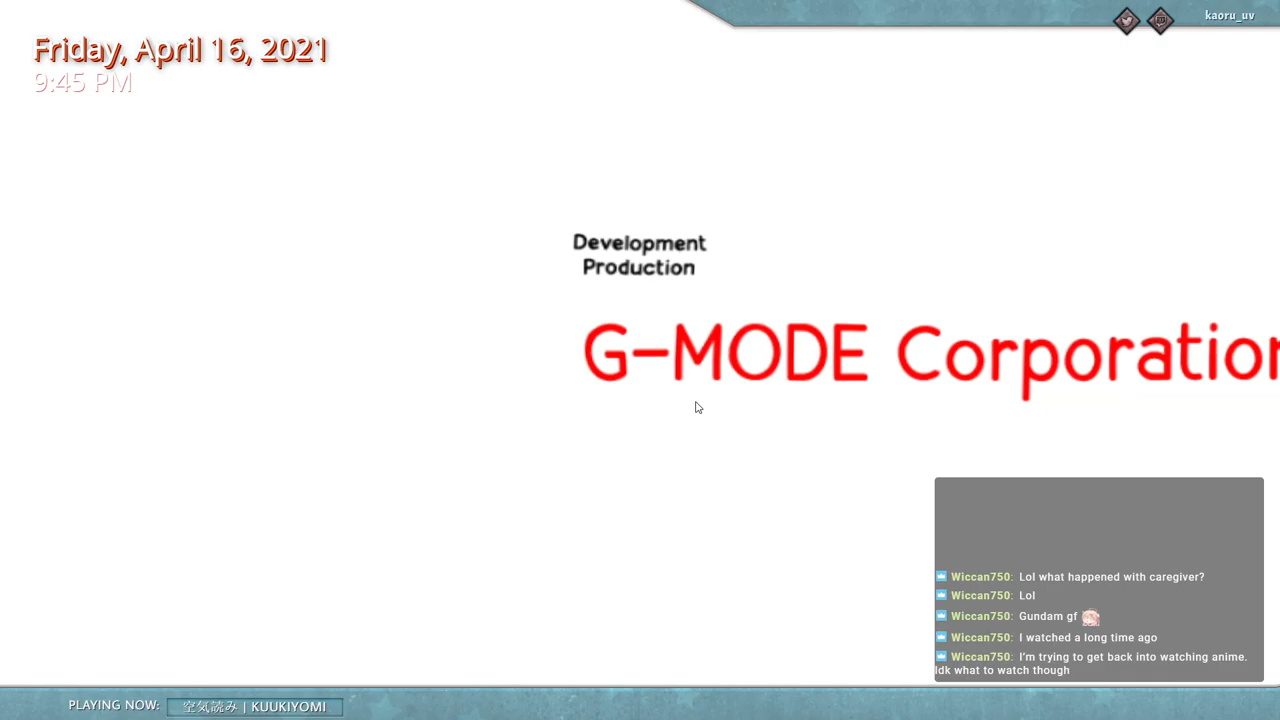 kaoru_uv
Friday, April 16, 2021
9:45 PM
Development
Production
G-MODE Corporation
Wiccan750: Lol what happened with caregiver?
Wiccan750: Lol
Wiccan750: Gundam gf
Wiccan750: I watched a long time ago
Wiccan750: I'm trying to get back into watching anime.
Idk what to watch though
PLAYING NOW: 空気読み | KUUKIYOMI